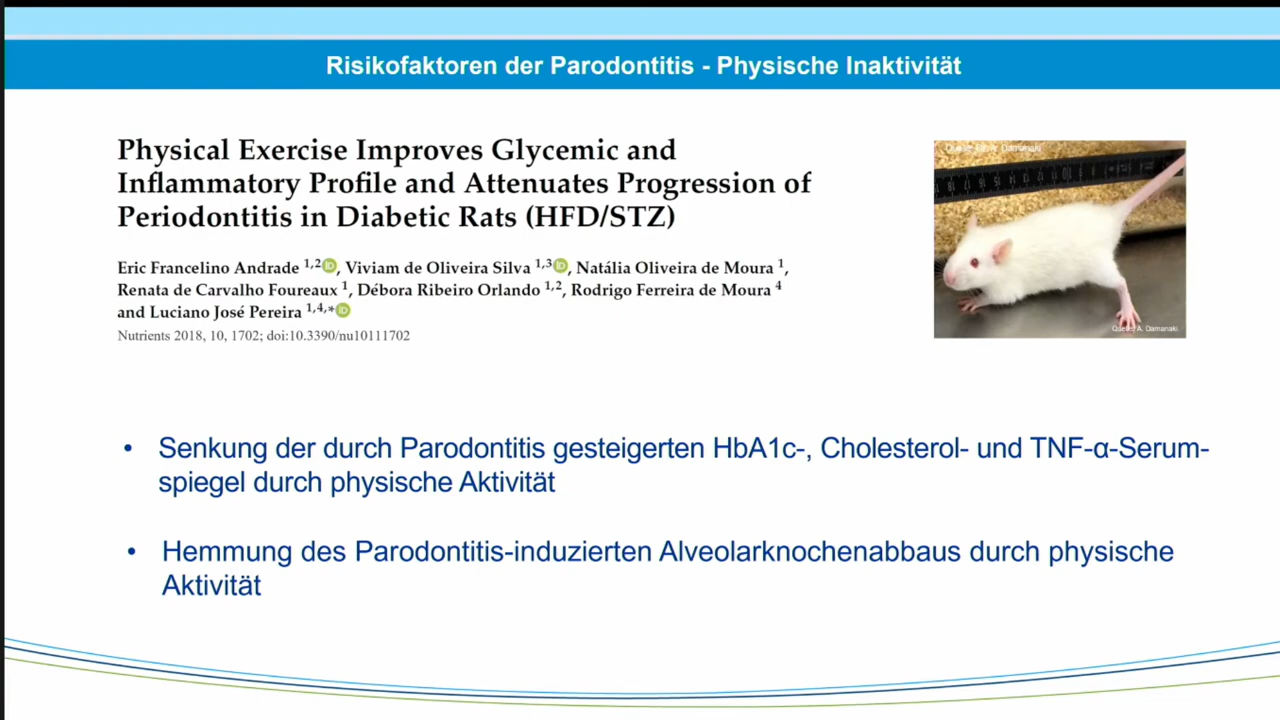 Risikofaktoren der Parodontitis - Physische Inaktivität
Physical Exercise Improves Glycemic and
Inflammatory Profile and Attenuates Progression of
Periodontitis in Diabetic Rats (HFD/STZ)
Eric Francelino Andrade 1,2 iD, Viviam de Oliveira Silva 1,3 iD, Natália Oliveira de Moura 1,
Renata de Carvalho Foureaux 1, Débora Ribeiro Orlando 1,2, Rodrigo Ferreira de Moura 4
and Luciano José Pereira 1,4,* iD
Nutrients 2018, 10, 1702; doi:10.3390/nu10111702
Quelle: A. Damanaki
• Senkung der durch Parodontitis gesteigerten HbA1c-, Cholesterol- und TNF-α-Serum-
spiegel durch physische Aktivität
• Hemmung des Parodontitis-induzierten Alveolarknochenabbaus durch physische
Aktivität